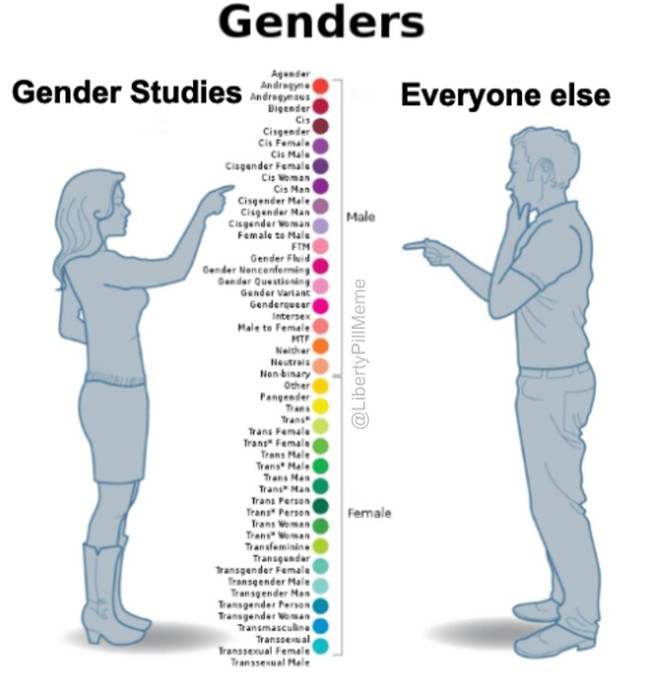 Genders
Gender Studies
Everyone else
Agender
Androgyne
Androgynous
Bigender
Cis
Cisgender
Cis Female
Cis Male
Cisgender Female
Cis Woman
Cis Man
Cisgender Male
Cisgender Man
Cisgender Woman
Female to Male
FTM
Gender Fluid
Gender Nonconforming
Gender Questioning
Gender Variant
Genderqueer
Intersex
Male to Female
MTF
Neither
Neutrois
Non-binary
Other
Pangender
Trans
Trans*
Trans Female
Trans* Female
Trans Male
Trans* Male
Trans Man
Trans* Man
Trans Person
Trans* Person
Trans Woman
Trans* Woman
Transfeminine
Transgender
Transgender Female
Transgender Male
Transgender Man
Transgender Person
Transgender Woman
Transmasculine
Transsexual
Transsexual Female
Transsexual Male
Male
Female
@LibertyPillMeme